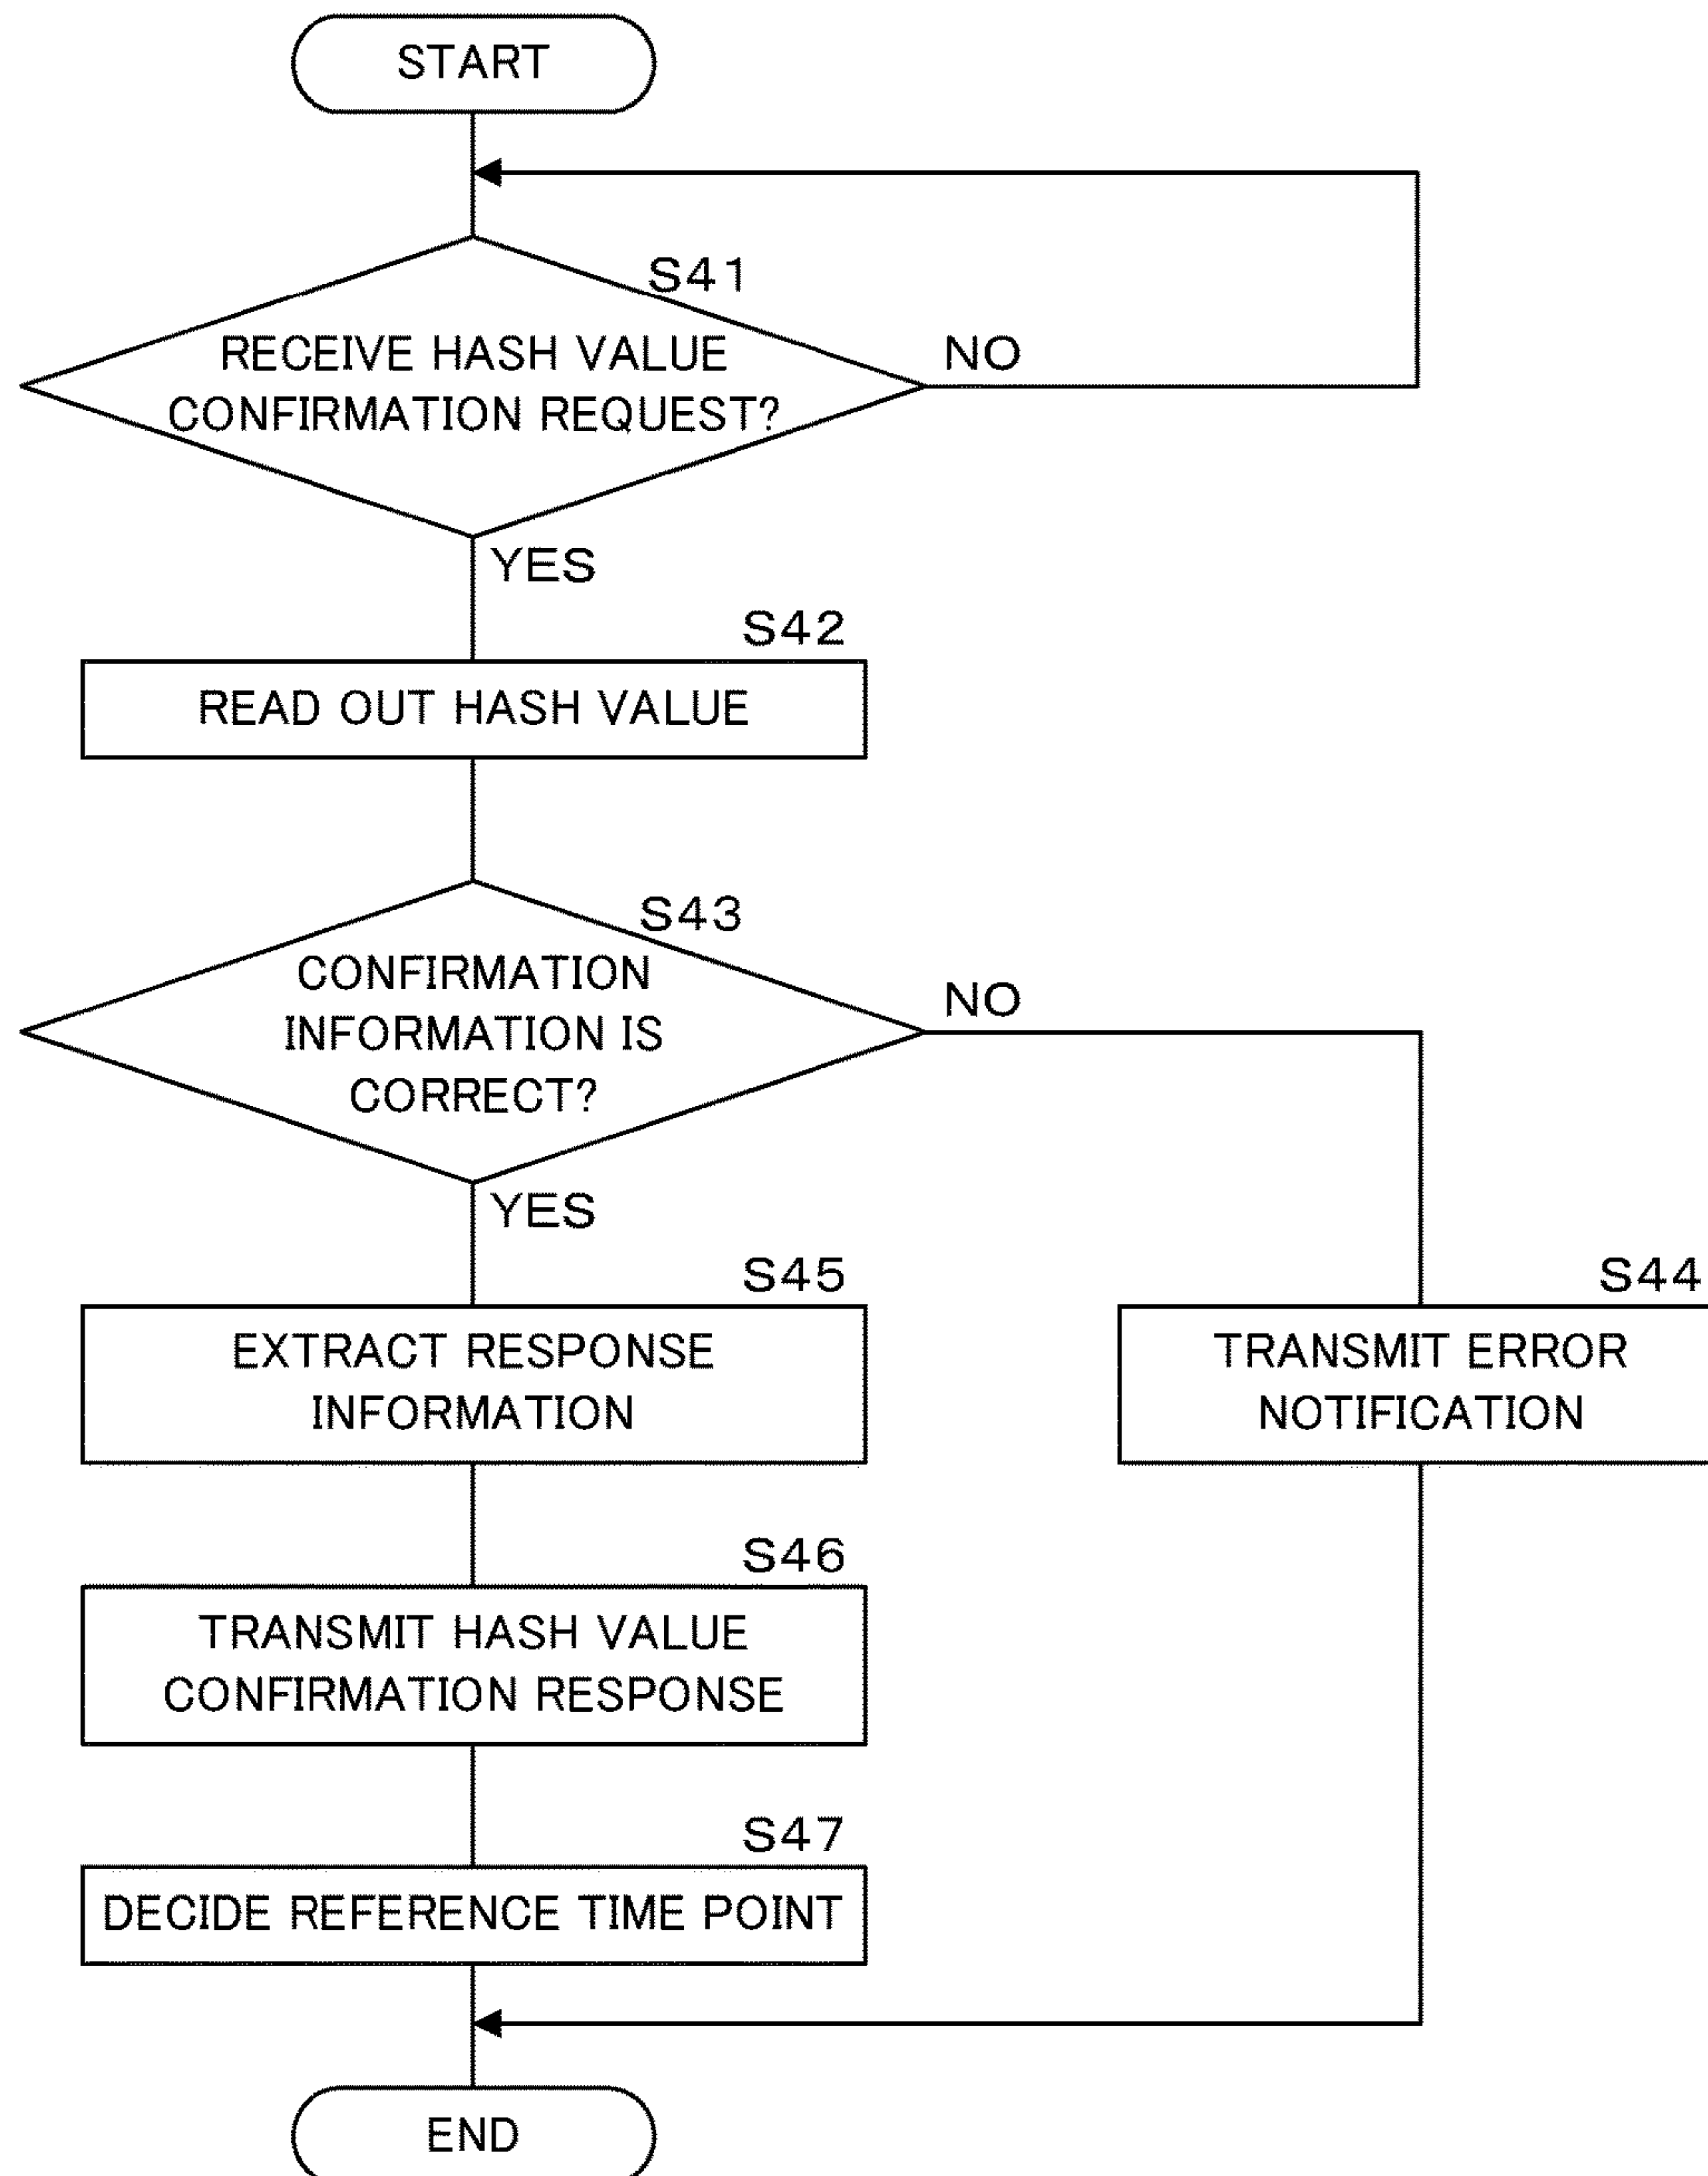 START
S41
RECEIVE HASH VALUE
CONFIRMATION REQUEST?
NO
YES
S42
READ OUT HASH VALUE
S43
CONFIRMATION
INFORMATION IS
CORRECT?
NO
YES
S45
EXTRACT RESPONSE
INFORMATION
S44
TRANSMIT ERROR
NOTIFICATION
S46
TRANSMIT HASH VALUE
CONFIRMATION RESPONSE
S47
DECIDE REFERENCE TIME POINT
END